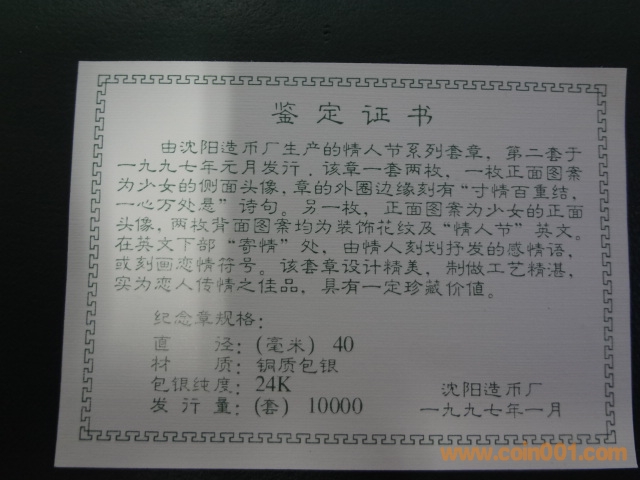 鉴定证书
由沈阳造币厂生产的情人节系列套章，第二套于
一九九七年元月发行．该章一套两枚，一枚正面图案
为少女的侧面头像，章的外圈边缘刻有“寸情百重结，
一心万处悬”诗句。另一枚，正面图案为少女的正面
头像，两枚背面图案均为装饰花纹及“情人节”英文。
在英文下部“寄情”处，由情人刻划抒发的感情语，
或刻画恋情符号。该套章设计精美，制做工艺精湛，
实为恋人传情之佳品，具有一定珍藏价值。
纪念章规格：
直 径：（毫米）40
材 质：铜质包银
包银纯度：24K
发 行 量：（套）10000
沈阳造币厂
一九九七年一月
www.coin001.com